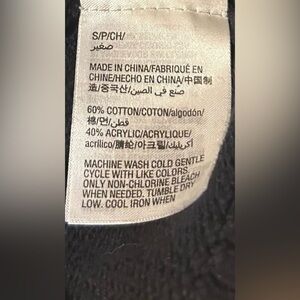 S/P/CH/
صغير
MADE IN CHINA/FABRIQUÉ EN
CHINE/HECHO EN CHINA/中国制
造/중국산/صنع في الصين
60% COTTON/COTON/algodón/
棉/면/قطن
40% ACRYLIC/ACRYLIQUE/
acrílico/腈纶/아크릴/أكريليك
MACHINE WASH COLD GENTLE
CYCLE WITH LIKE COLORS.
ONLY NON-CHLORINE BLEACH
WHEN NEEDED. TUMBLE DRY
LOW. COOL IRON WHEN